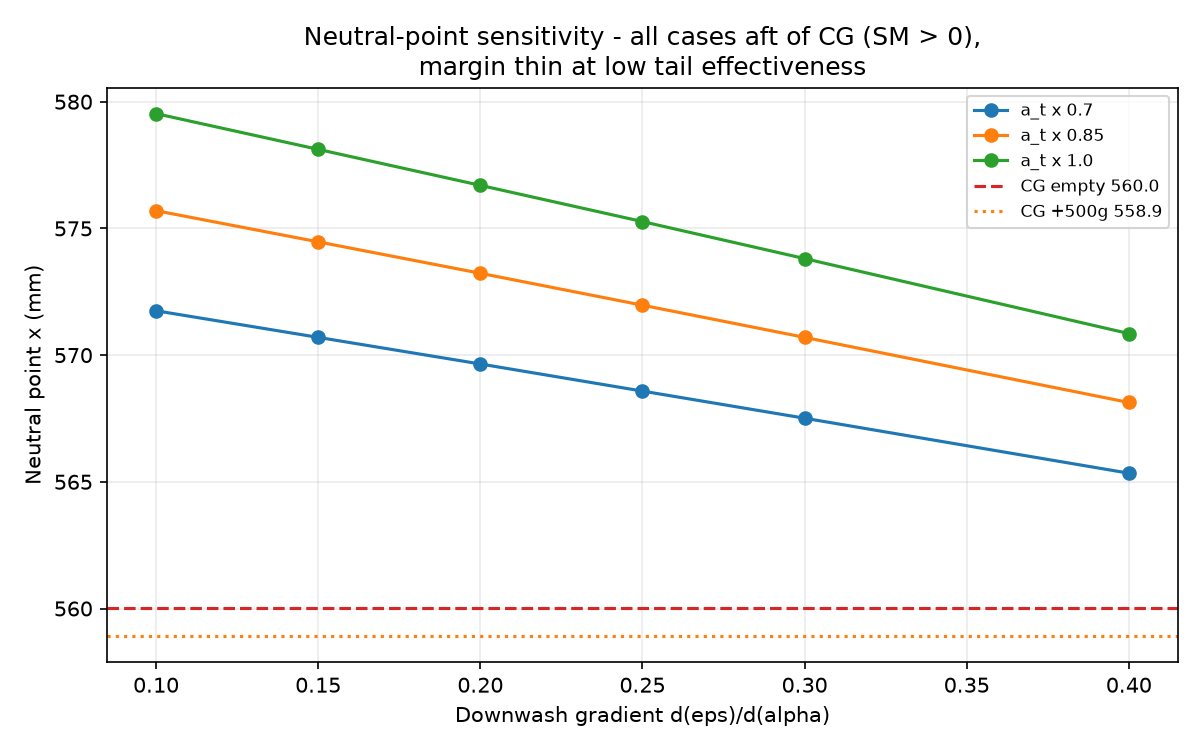 Neutral-point sensitivity - all cases aft of CG (SM > 0),
margin thin at low tail effectiveness
a_t x 0.7
a_t x 0.85
a_t x 1.0
CG empty 560.0
CG +500g 558.9
Neutral point x (mm)
580
575
570
565
560
0.10 0.15 0.20 0.25 0.30 0.35 0.40
Downwash gradient d(eps)/d(alpha)